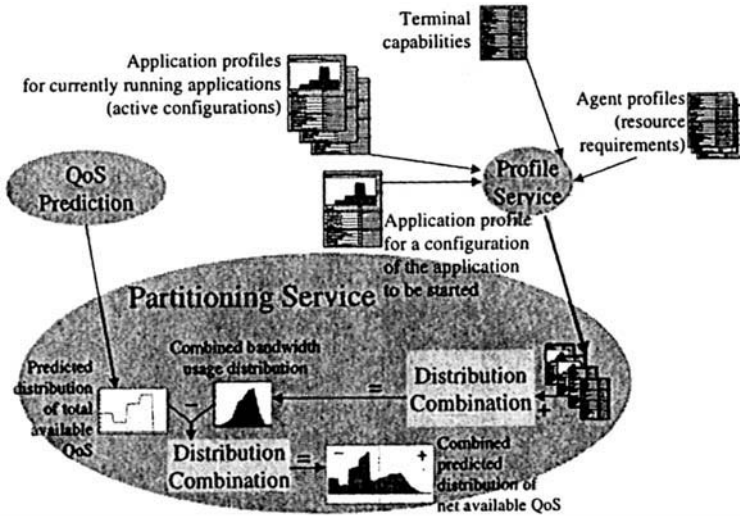 Terminal
capabilities
Application profiles
for currently running applications
(active configurations)
Agent profiles
(resource
requirements)
QoS
Prediction
Profile
Service
Application profile
for a configuration
of the application
to be started
Partitioning Service
Combined bandwidth
usage distribution
Predicted
distribution
of total
available
QoS
=
Distribution
Combination
+
−
Distribution
Combination
=
− +
Combined
predicted
distribution of
net available QoS